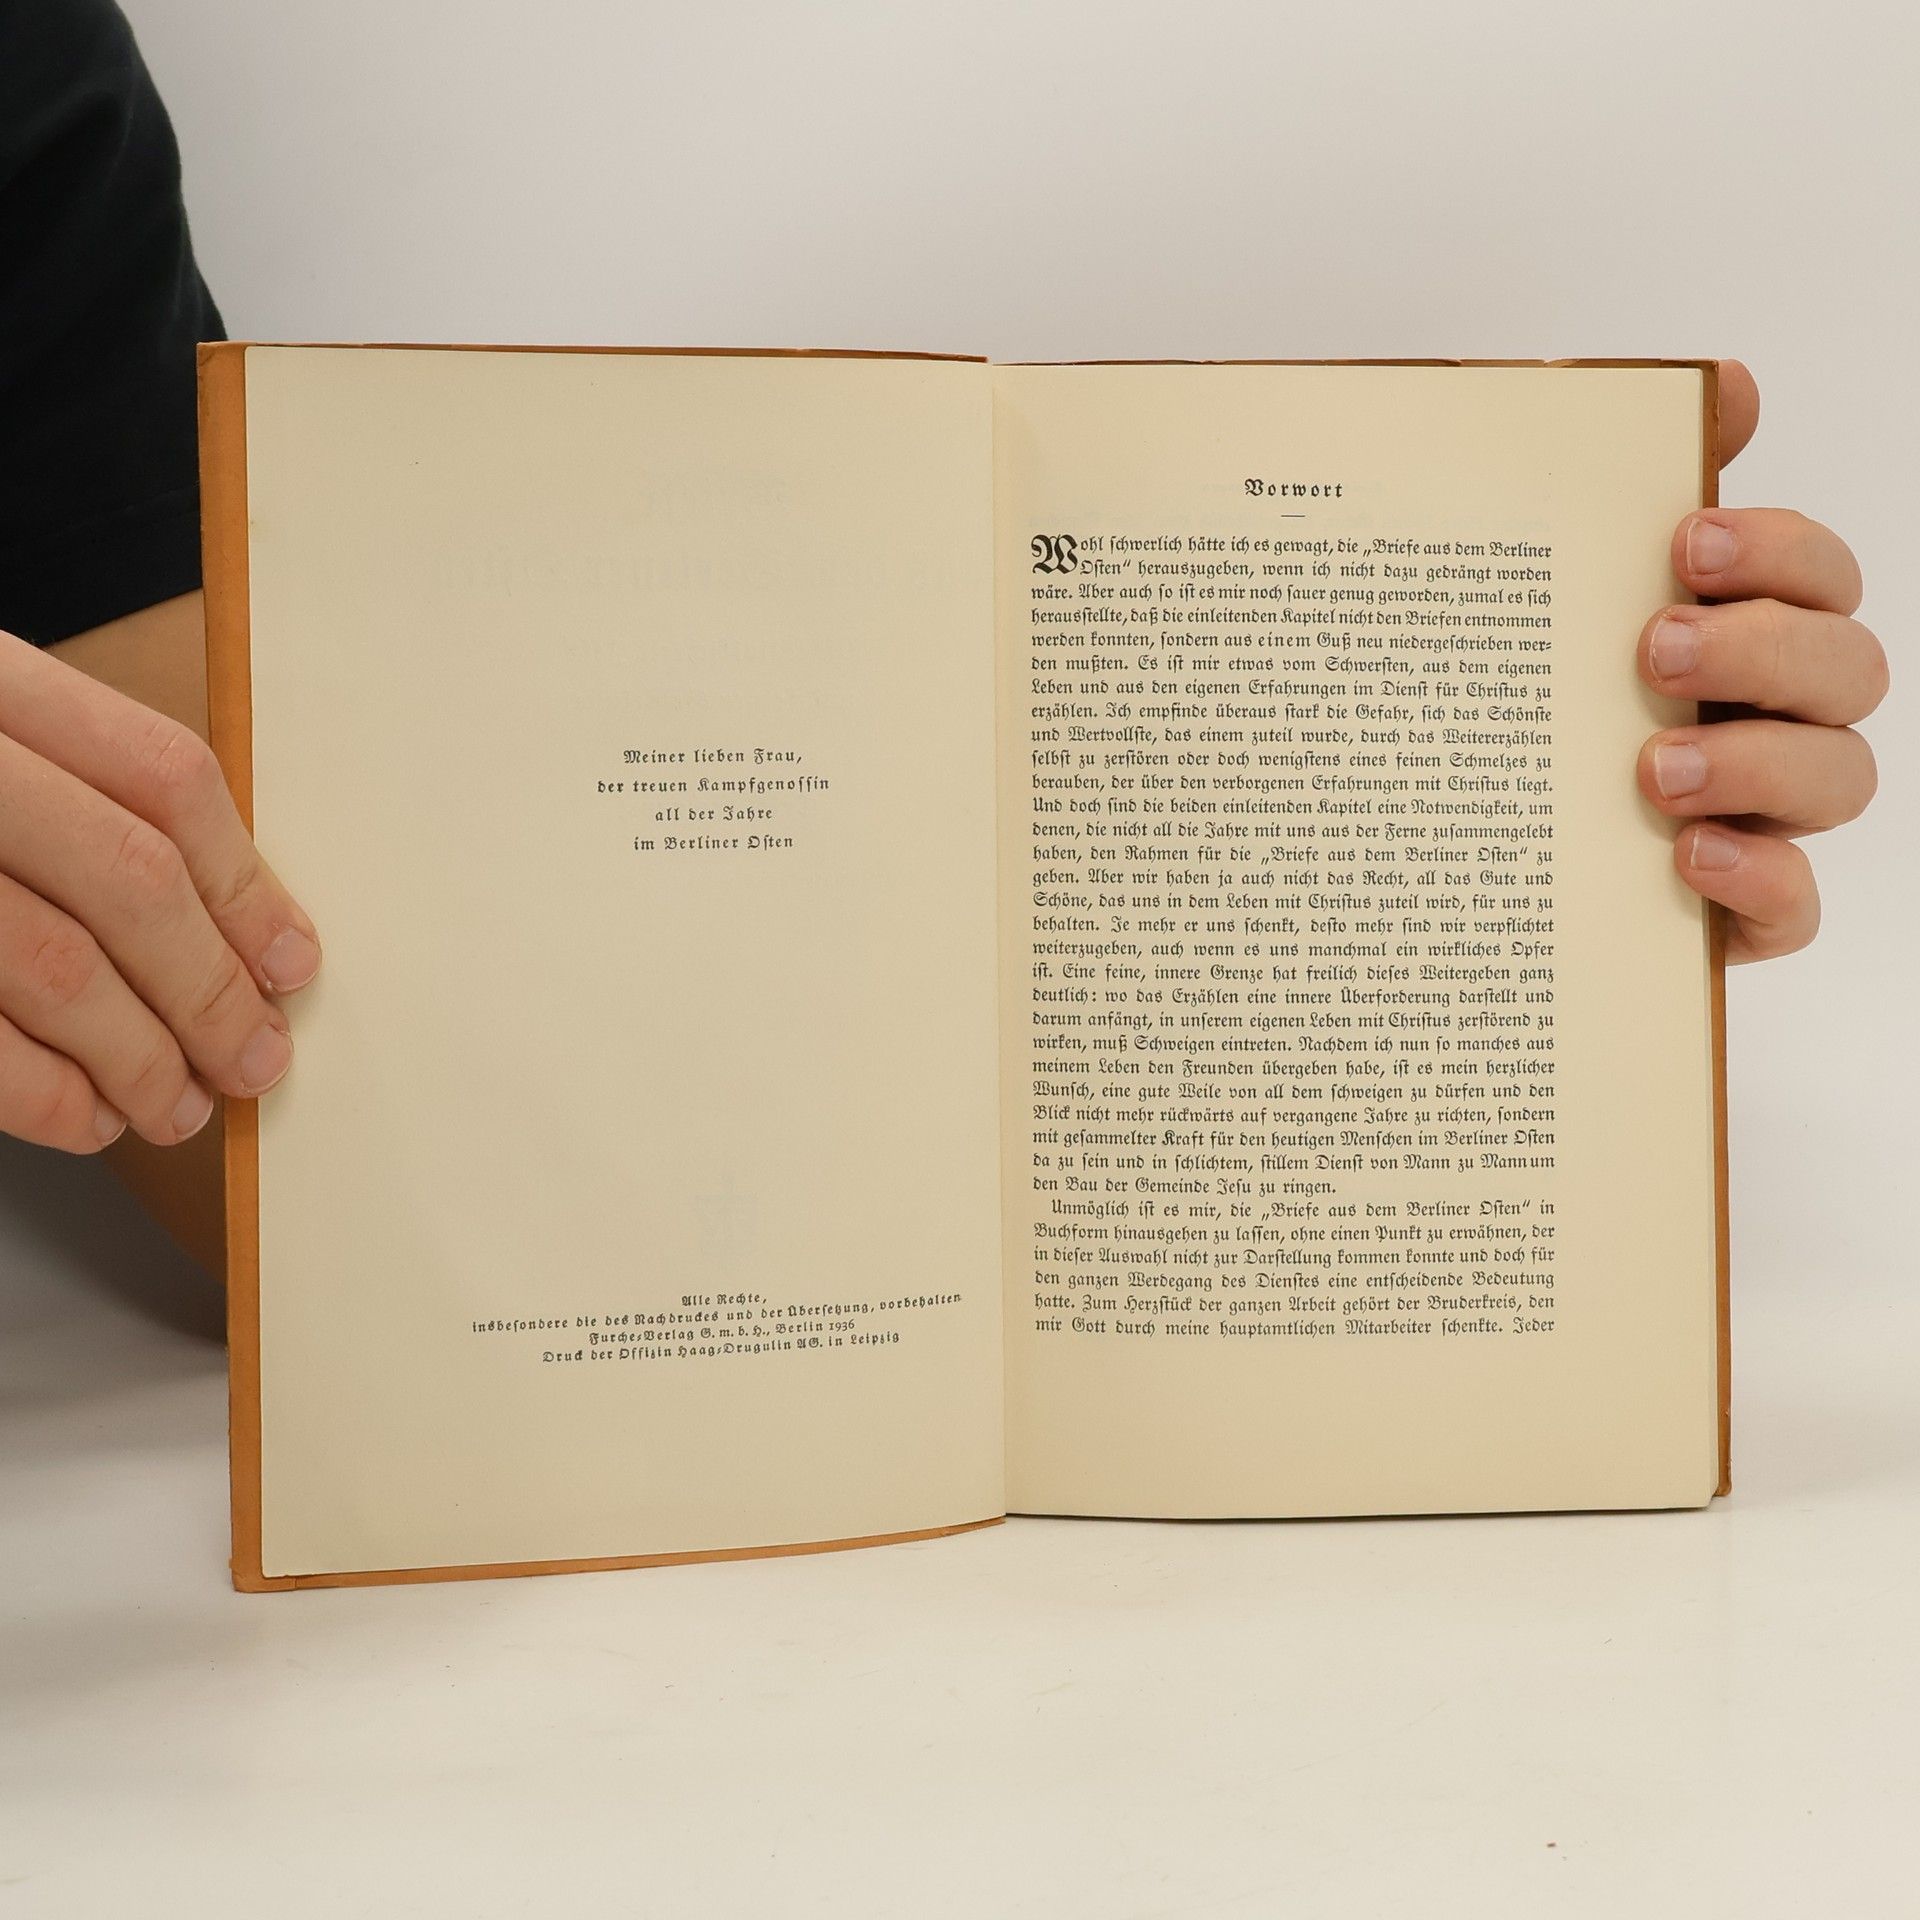 Meiner lieben Frau,
der treuen Kampfgenoſſin
all der Jahre
im Berliner Oſten
Alle Rechte,
insbeſondere die des Nachdruckes und der Überſetzung, vorbehalten
Furche-Verlag G. m. b. H., Berlin 1936
Druck der Offizin Haag-Drugulin AG. in Leipzig
Vorwort
Wohl ſchwerlich hätte ich es gewagt, die „Briefe aus dem Berliner
Oſten“ herauszugeben, wenn ich nicht dazu gedrängt worden
wäre. Aber auch ſo iſt es mir noch ſauer genug geworden, zumal es ſich
herausſtellte, daß die einleitenden Kapitel nicht den Briefen entnommen
werden konnten, ſondern aus einem Guß neu niedergeſchrieben wer-
den mußten. Es iſt mir etwas vom Schwerſten, aus dem eigenen
Leben und aus den eigenen Erfahrungen im Dienſt für Chriſtus zu
erzählen. Ich empfinde überaus ſtark die Gefahr, ſich das Schönſte
und Wertvollſte, das einem zuteil wurde, durch das Weitererzählen
ſelbſt zu zerſtören oder doch wenigſtens eines feinen Schmelzes zu
berauben, der über den verborgenen Erfahrungen mit Chriſtus liegt.
Und doch ſind die beiden einleitenden Kapitel eine Notwendigkeit, um
denen, die nicht all die Jahre mit uns aus der Ferne zuſammengelebt
haben, den Rahmen für die „Briefe aus dem Berliner Oſten“ zu
geben. Aber wir haben ja auch nicht das Recht, all das Gute und
Schöne, das uns in dem Leben mit Chriſtus zuteil wird, für uns zu
behalten. Je mehr er uns ſchenkt, deſto mehr ſind wir verpflichtet
weiterzugeben, auch wenn es uns manchmal ein wirkliches Opfer
iſt. Eine feine, innere Grenze hat freilich dieſes Weitergeben ganz
deutlich: wo das Erzählen eine innere Überforderung darſtellt und
darum anfängt, in unſerem eigenen Leben mit Chriſtus zerſtörend zu
wirken, muß Schweigen eintreten. Nachdem ich nun ſo manches aus
meinem Leben den Freunden übergeben habe, iſt es mein herzlicher
Wunſch, eine gute Weile von all dem ſchweigen zu dürfen und den
Blick nicht mehr rückwärts auf vergangene Jahre zu richten, ſondern
mit geſammelter Kraft für den heutigen Menſchen im Berliner Oſten
da zu ſein und in ſchlichtem, ſtillem Dienſt von Mann zu Mann um
den Bau der Gemeinde Jeſu zu ringen.
Unmöglich iſt es mir, die „Briefe aus dem Berliner Oſten“ in
Buchform hinausgehen zu laſſen, ohne einen Punkt zu erwähnen, der
in dieſer Auswahl nicht zur Darſtellung kommen konnte und doch für
den ganzen Werdegang des Dienſtes eine entſcheidende Bedeutung
hatte. Zum Herzſtück der ganzen Arbeit gehört der Bruderkreis, den
mir Gott durch meine hauptamtlichen Mitarbeiter ſchenkte. Jeder